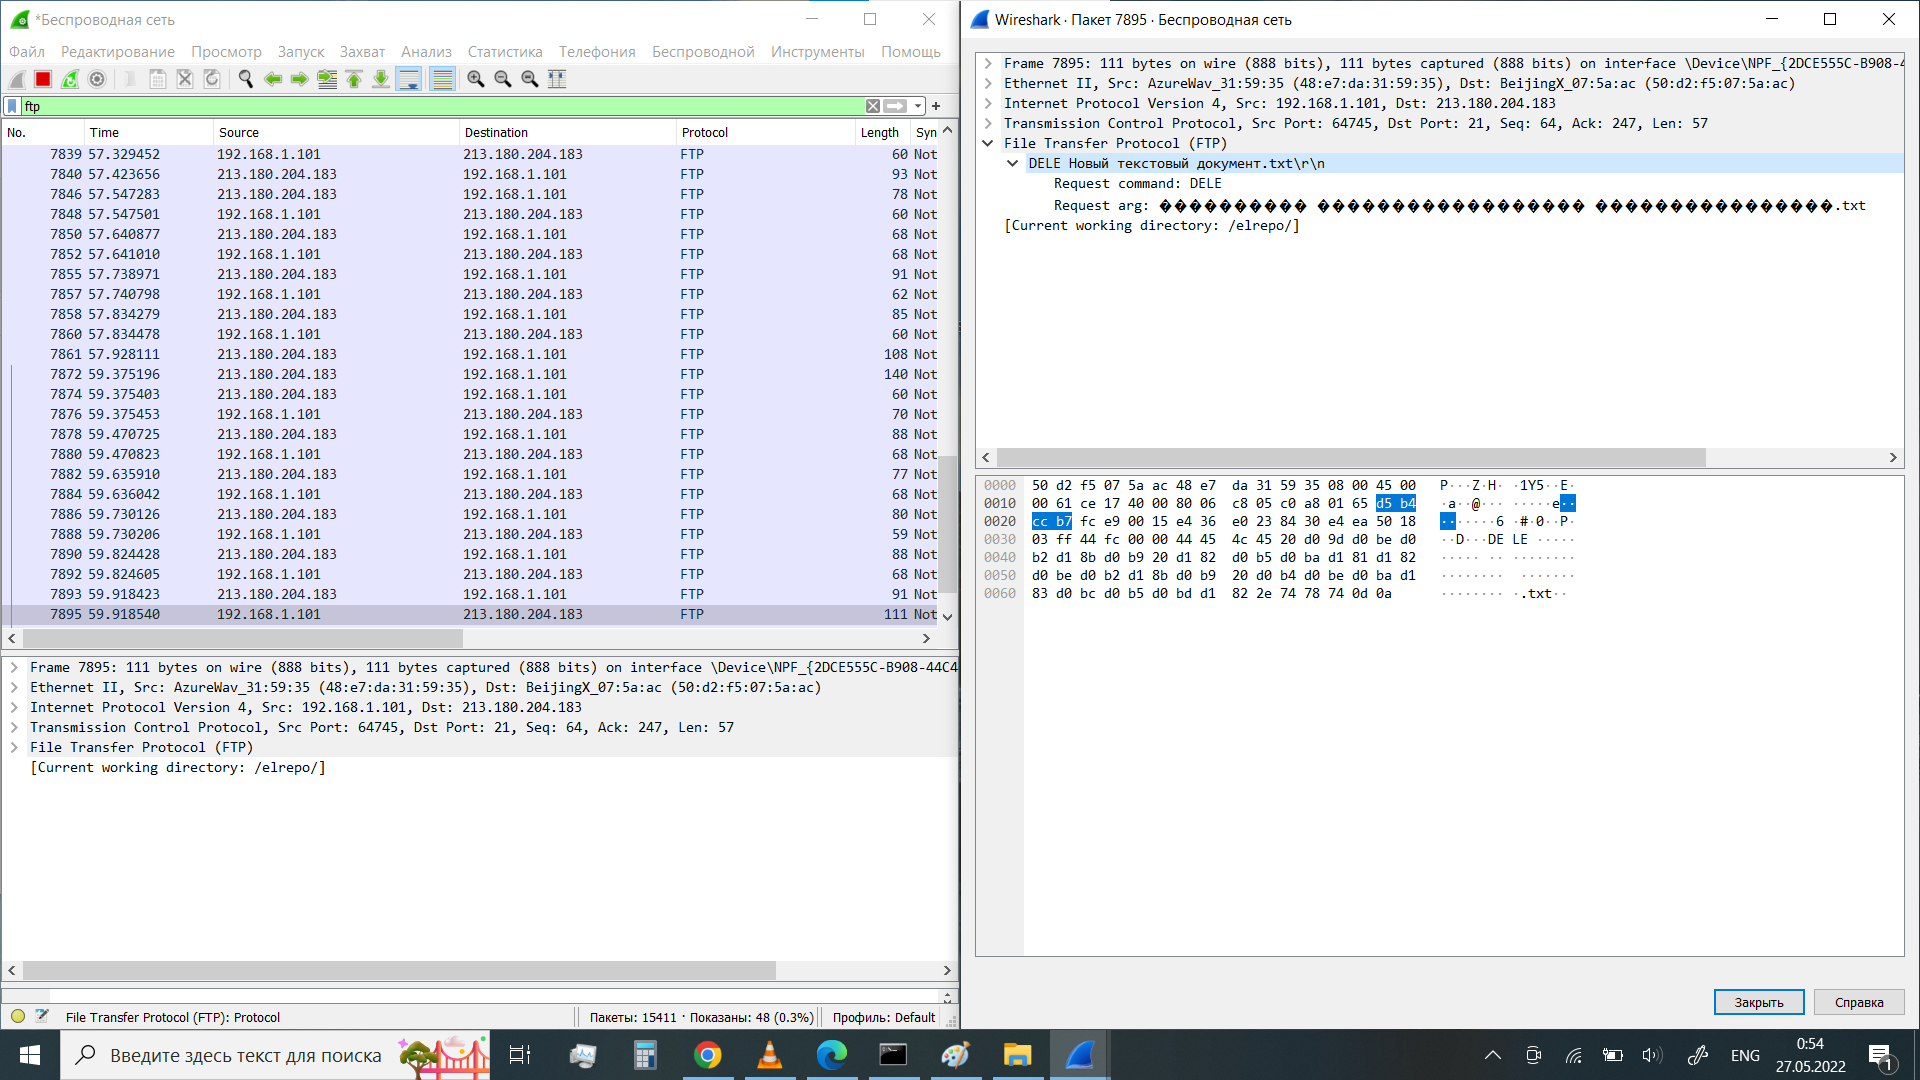 *Беспроводная сеть
Файл Редактирование Просмотр Запуск Захват Анализ Статистика Телефония Беспроводной Инструменты Помощь
ftp
No. Time Source Destination Protocol Length Syn
7839 57.329452 192.168.1.101 213.180.204.183 FTP 60 Not
7840 57.423656 213.180.204.183 192.168.1.101 FTP 93 Not
7846 57.547283 213.180.204.183 192.168.1.101 FTP 78 Not
7848 57.547501 192.168.1.101 213.180.204.183 FTP 60 Not
7850 57.640877 213.180.204.183 192.168.1.101 FTP 68 Not
7852 57.641010 192.168.1.101 213.180.204.183 FTP 68 Not
7855 57.738971 213.180.204.183 192.168.1.101 FTP 91 Not
7857 57.740798 192.168.1.101 213.180.204.183 FTP 62 Not
7858 57.834279 213.180.204.183 192.168.1.101 FTP 85 Not
7860 57.834478 192.168.1.101 213.180.204.183 FTP 60 Not
7861 57.928111 213.180.204.183 192.168.1.101 FTP 108 Not
7872 59.375196 213.180.204.183 192.168.1.101 FTP 140 Not
7874 59.375403 213.180.204.183 192.168.1.101 FTP 60 Not
7876 59.375453 192.168.1.101 213.180.204.183 FTP 70 Not
7878 59.470725 213.180.204.183 192.168.1.101 FTP 88 Not
7880 59.470823 192.168.1.101 213.180.204.183 FTP 68 Not
7882 59.635910 213.180.204.183 192.168.1.101 FTP 77 Not
7884 59.636042 192.168.1.101 213.180.204.183 FTP 68 Not
7886 59.730126 213.180.204.183 192.168.1.101 FTP 80 Not
7888 59.730206 192.168.1.101 213.180.204.183 FTP 59 Not
7890 59.824428 213.180.204.183 192.168.1.101 FTP 88 Not
7892 59.824605 192.168.1.101 213.180.204.183 FTP 68 Not
7893 59.918423 213.180.204.183 192.168.1.101 FTP 91 Not
7895 59.918540 192.168.1.101 213.180.204.183 FTP 111 Not
Frame 7895: 111 bytes on wire (888 bits), 111 bytes captured (888 bits) on interface \Device\NPF_{2DCE555C-B908-44C4
Ethernet II, Src: AzureWav_31:59:35 (48:e7:da:31:59:35), Dst: BeijingX_07:5a:ac (50:d2:f5:07:5a:ac)
Internet Protocol Version 4, Src: 192.168.1.101, Dst: 213.180.204.183
Transmission Control Protocol, Src Port: 64745, Dst Port: 21, Seq: 64, Ack: 247, Len: 57
File Transfer Protocol (FTP)
[Current working directory: /elrepo/]
File Transfer Protocol (FTP): Protocol
Пакеты: 15411 · Показаны: 48 (0.3%)
Профиль: Default
Wireshark · Пакет 7895 · Беспроводная сеть
Frame 7895: 111 bytes on wire (888 bits), 111 bytes captured (888 bits) on interface \Device\NPF_{2DCE555C-B908-4
Ethernet II, Src: AzureWav_31:59:35 (48:e7:da:31:59:35), Dst: BeijingX_07:5a:ac (50:d2:f5:07:5a:ac)
Internet Protocol Version 4, Src: 192.168.1.101, Dst: 213.180.204.183
Transmission Control Protocol, Src Port: 64745, Dst Port: 21, Seq: 64, Ack: 247, Len: 57
File Transfer Protocol (FTP)
DELE Новый текстовый документ.txt\r\n
Request command: DELE
Request arg: ���������� ������������������ ����������������.txt
[Current working directory: /elrepo/]
0000 50 d2 f5 07 5a ac 48 e7 da 31 59 35 08 00 45 00 P···Z·H· ·1Y5··E·
0010 00 61 ce 17 40 00 80 06 c8 05 c0 a8 01 65 d5 b4 ·a··@··· ·····e··
0020 cc b7 fc e9 00 15 e4 36 e0 23 84 30 e4 ea 50 18 ·······6 ·#·0··P·
0030 03 ff 44 fc 00 00 44 45 4c 45 20 d0 9d d0 be d0 ··D···DE LE ·····
0040 b2 d1 8b d0 b9 20 d1 82 d0 b5 d0 ba d1 81 d1 82 ····· ·· ········
0050 d0 be d0 b2 d1 8b d0 b9 20 d0 b4 d0 be d0 ba d1 ········ ·······
0060 83 d0 bc d0 b5 d0 bd d1 82 2e 74 78 74 0d 0a ········ ·.txt··
Закрыть
Справка
Введите здесь текст для поиска
ENG
0:54
27.05.2022
1